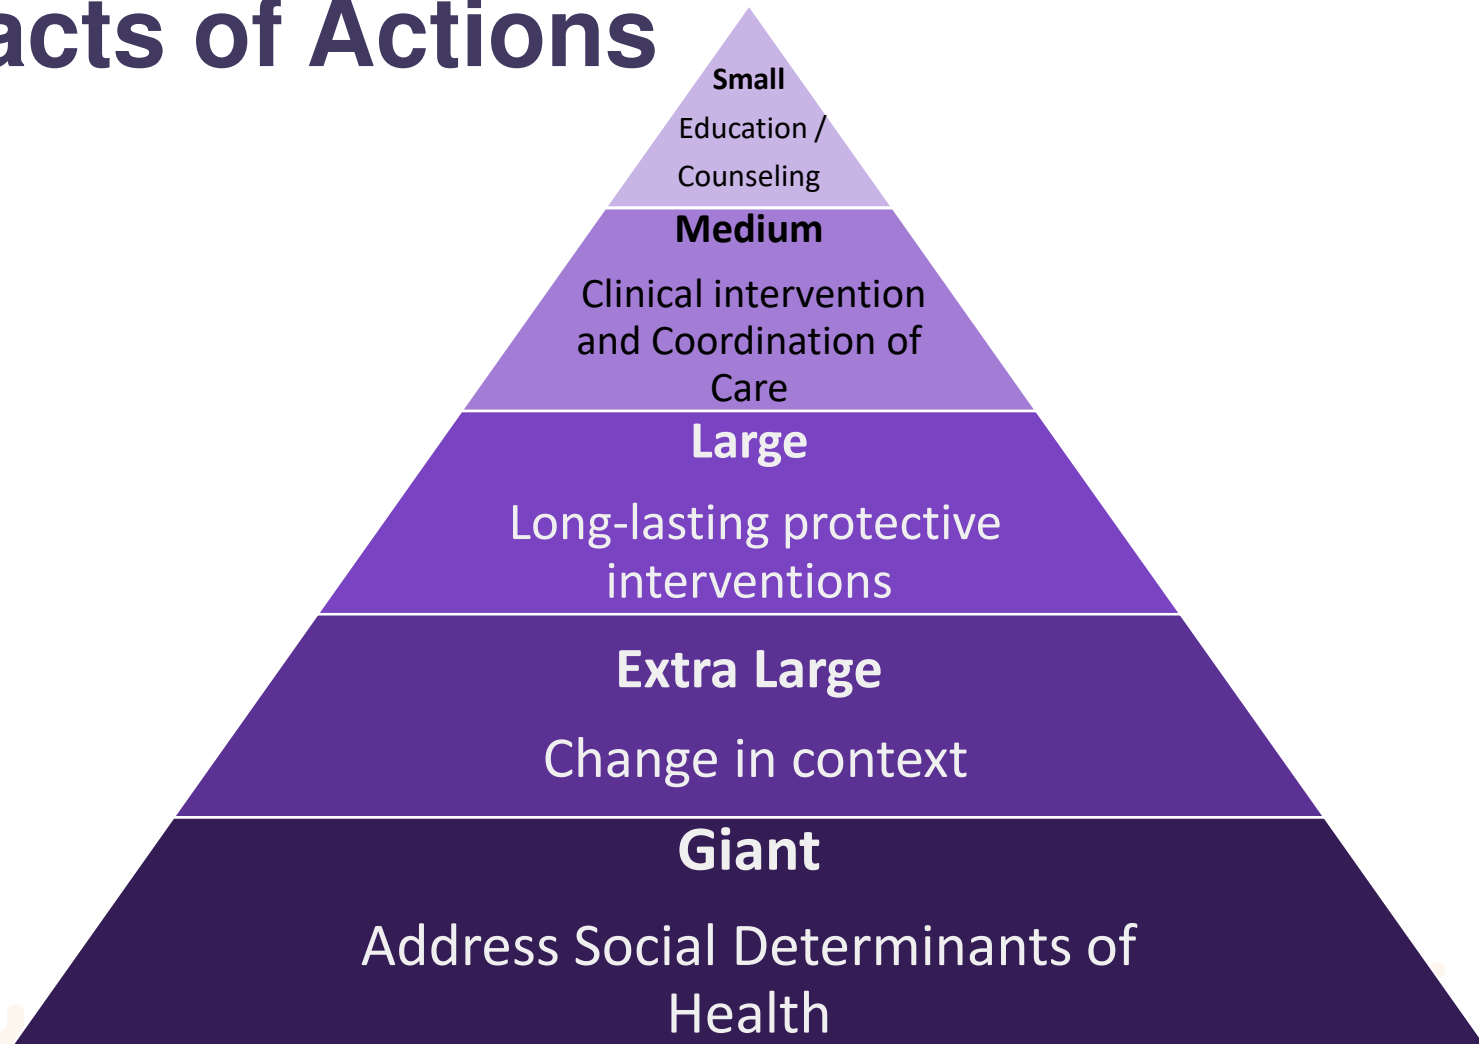 acts of Actions
Small
Education /
Counseling
Medium
Clinical intervention
and Coordination of
Care
Large
Long-lasting protective
interventions
Extra Large
Change in context
Giant
Address Social Determinants of
Health